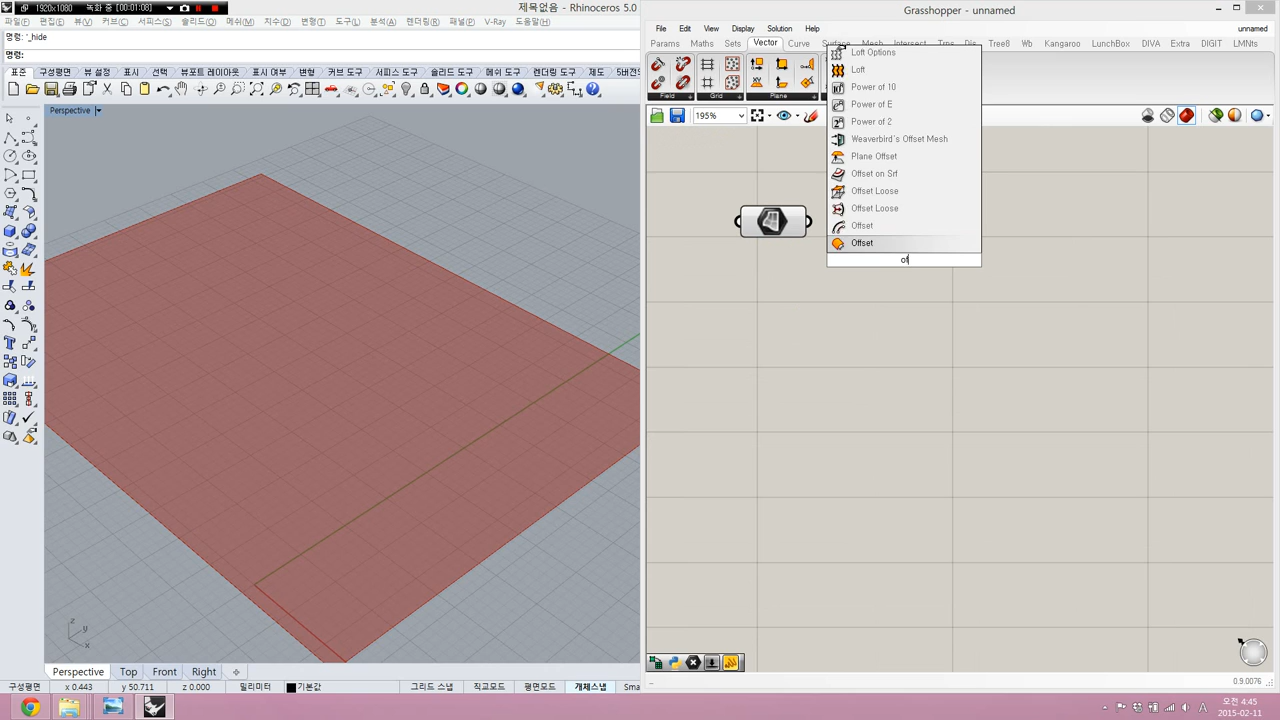 1920x1080 녹화 중 [00:01:08]
제목없음 - Rhinoceros 5.0
파일(F) 편집(E) 뷰(V) 커브(C) 서피스(S) 솔리드(O) 메쉬(M) 치수(D) 변형(T) 도구(L) 분석(A) 렌더링(R) 패널(P) V-Ray 도움말(H)
명령: '_hide
명령:
표준 구성평면 뷰 설정 표시 선택 뷰포트 레이아웃 표시 여부 변형 커브 도구 서피스 도구 솔리드 도구 메쉬 도구 렌더링 도구 제도
Perspective
z
y
x
Perspective Top Front Right
구성평면 x 0.443 y 50.711 z 0.000 밀리미터 기본값 그리드 스냅 직교모드 평면모드 개체스냅 Sma
Grasshopper - unnamed
File Edit View Display Solution Help
unnamed
Params Maths Sets Vector Curve Surface Mesh Intersect Trns Dis Tree8 Wb Kangaroo LunchBox DIVA Extra DIGIT LMNts
Field Grid Plane
195%
Loft Options
Loft
Power of 10
Power of E
Power of 2
Weaverbird's Offset Mesh
Plane Offset
Offset on Srf
Offset Loose
Offset Loose
Offset
Offset
of
0.9.0076
오전 4:45
2015-02-11